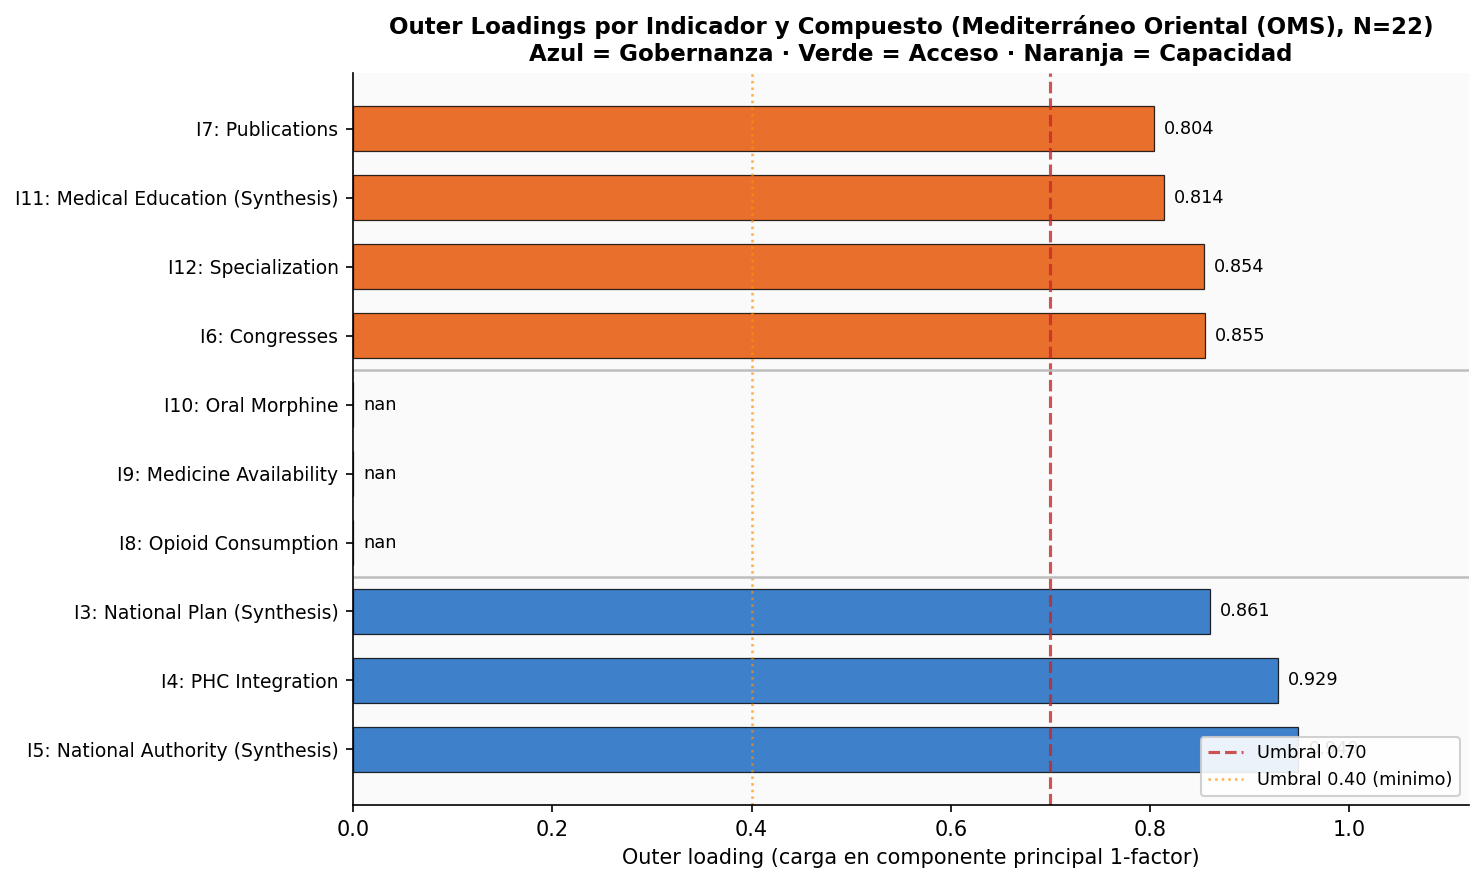 Outer Loadings por Indicador y Compuesto (Mediterráneo Oriental (OMS), N=22)
Azul = Gobernanza · Verde = Acceso · Naranja = Capacidad
I7: Publications
0.804
I11: Medical Education (Synthesis)
0.814
I12: Specialization
0.854
I6: Congresses
0.855
I10: Oral Morphine
nan
I9: Medicine Availability
nan
I8: Opioid Consumption
nan
I3: National Plan (Synthesis)
0.861
I4: PHC Integration
0.929
I5: National Authority (Synthesis)
Umbral 0.70
Umbral 0.40 (minimo)
0.0 0.2 0.4 0.6 0.8 1.0
Outer loading (carga en componente principal 1-factor)